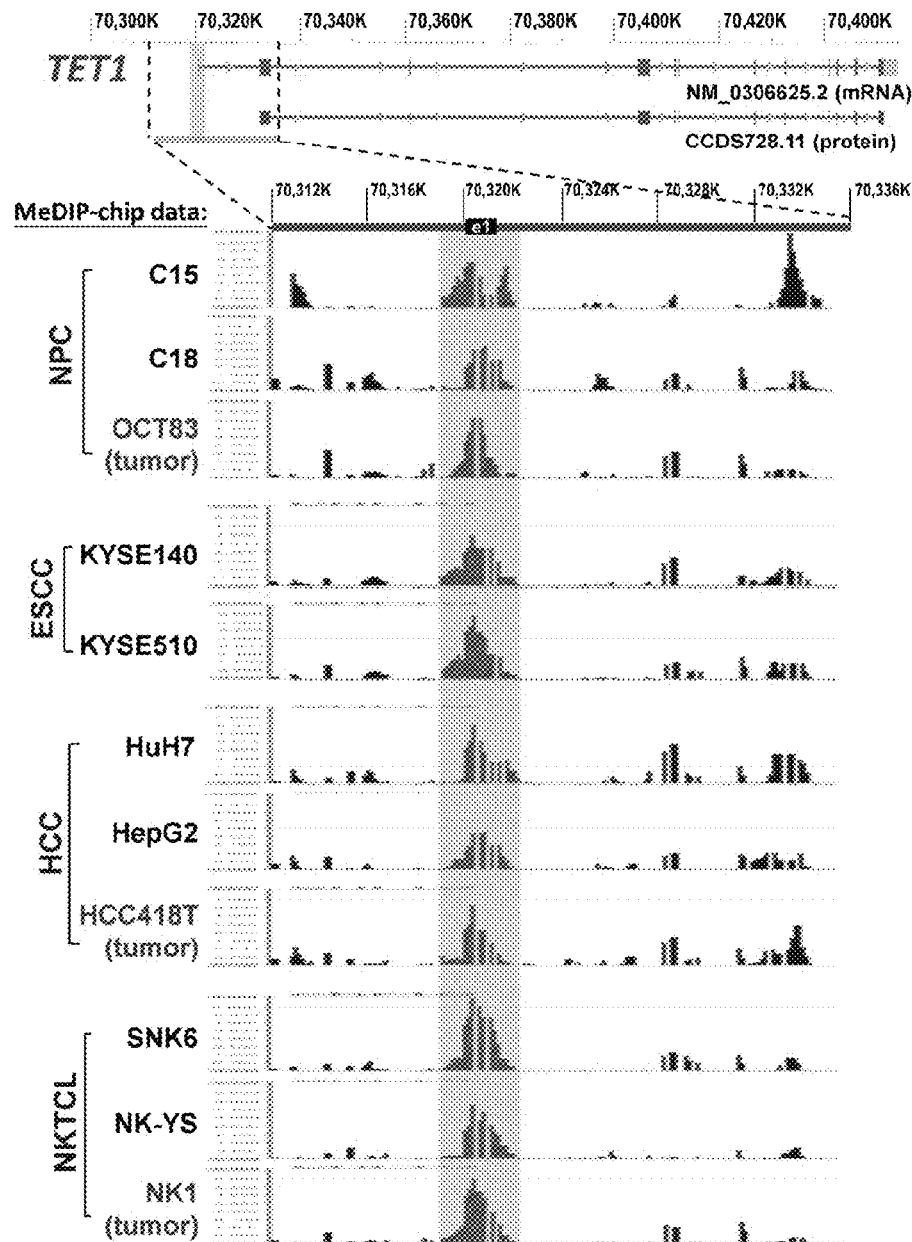 70,300K 70,320K 70,340K 70,360K 70,380K 70,400K 70,420K 70,400K
TET1
NM_0306625.2 (mRNA)
CCDS728.11 (protein)
70,312K 70,316K 70,320K 70,324K 70,328K 70,332K 70,336K
MeDIP-chip data:
e1
NPC
C15
C18
OCT83
(tumor)
ESCC
KYSE140
KYSE510
HCC
HuH7
HepG2
HCC418T
(tumor)
NKTCL
SNK6
NK-YS
NK1
(tumor)